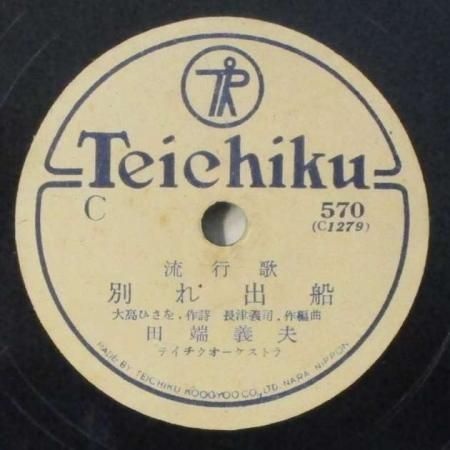 Teichiku
C
570
(C1279)
流行歌
別れ出船
大高ひさを・作詩 長津義司・作編曲
田端義夫
テイチクオーケストラ
MADE BY TEICHIKU KOOGYOO CO., LTD. NARA NIPPON